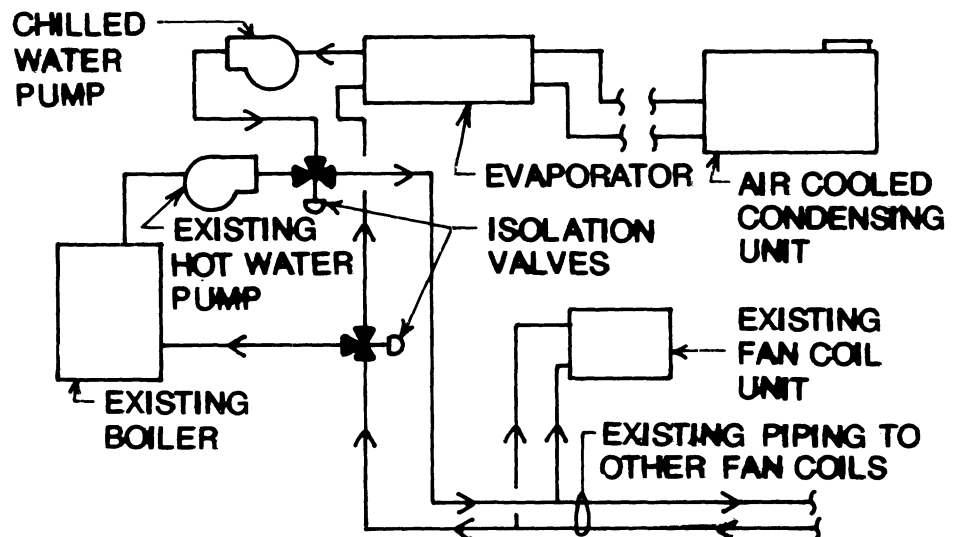 CHILLED
WATER
PUMP
EVAPORATOR
AIR COOLED
CONDENSING
UNIT
EXISTING
HOT WATER
PUMP
ISOLATION
VALVES
EXISTING
BOILER
EXISTING
FAN COIL
UNIT
EXISTING PIPING TO
OTHER FAN COILS